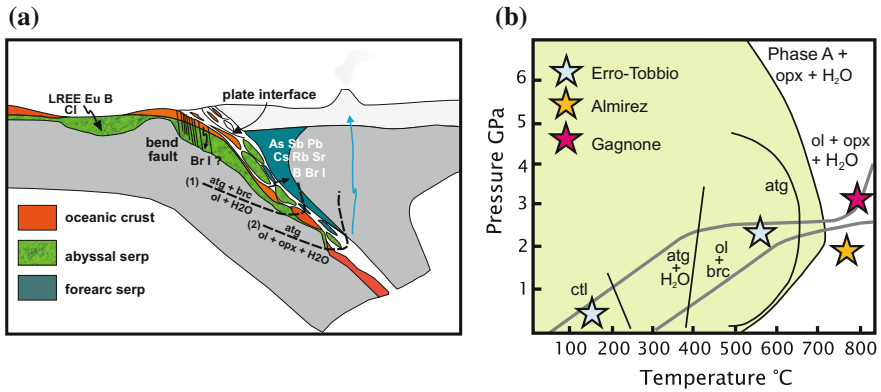 (a)
LREE Eu B
Cl
plate interface
bend
fault
Br I ?
As Sb Pb
Cs Rb Sr
B Br I
(1)
atg + brc
ol + H2O
(2)
atg
ol + opx + H2O
oceanic crust
abyssal serp
forearc serp
(b)
Pressure GPa
6
5
4
3
2
1
Erro-Tobbio
Almirez
Gagnone
Phase A +
opx + H2O
ol + opx
+ H2O
atg
ctl
atg
+
H2O
ol
+
brc
100 200 300 400 500 600 700 800
Temperature °C